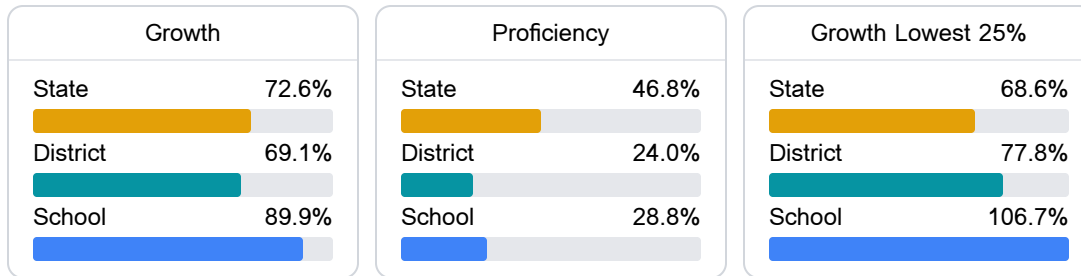 Growth
State 72.6%
District 69.1%
School 89.9%
Proficiency
State 46.8%
District 24.0%
School 28.8%
Growth Lowest 25%
State 68.6%
District 77.8%
School 106.7%